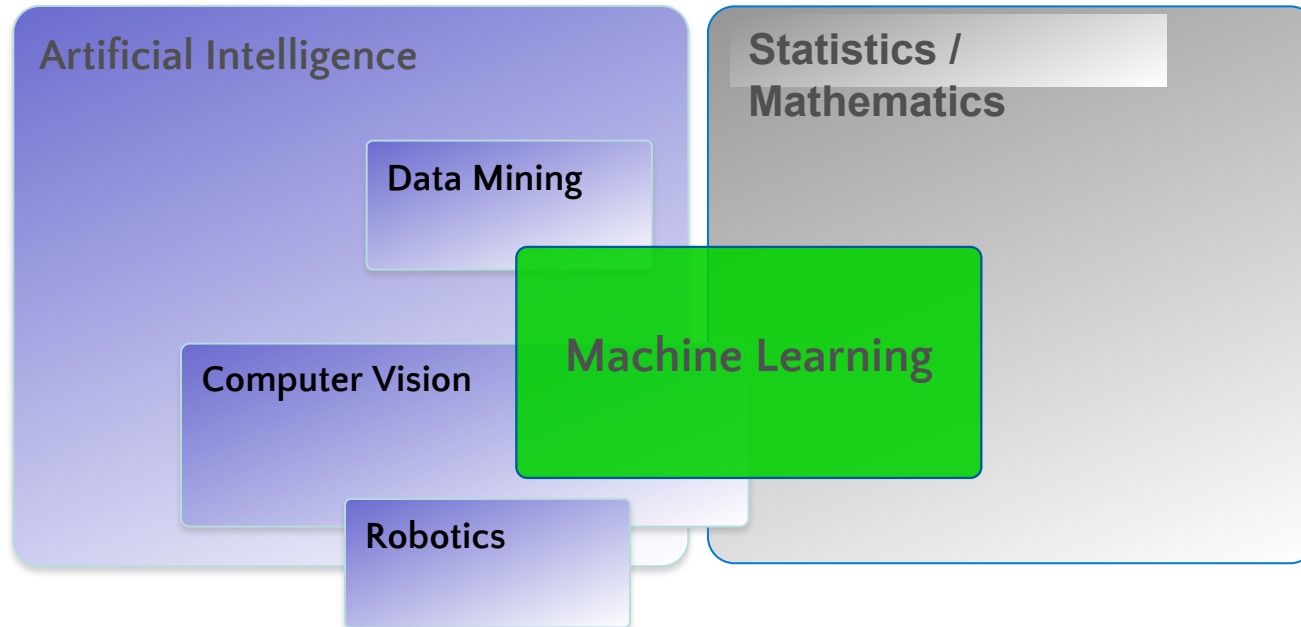 Artificial Intelligence
Statistics /
Mathematics
Data Mining
Machine Learning
Computer Vision
Robotics